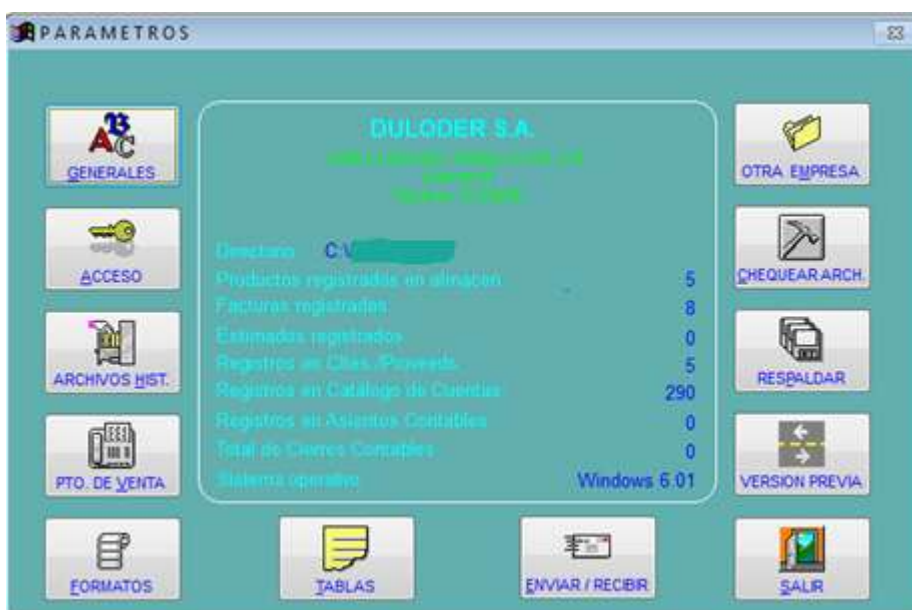 PARAMETROS
GENERALES
ACCESO
ARCHIVOS HIST.
PTO. DE VENTA
FORMATOS
DULODER S.A.
Directorio C:\
Productos registrados en almacen 5
Facturas registradas 8
Estimados registrados 0
Registros en Cltes./Proveeds. 5
Registros en Catálogo de Cuentas 290
Registros en Asientos Contables 0
Total de Cierres Contables 0
Sistema operativo Windows 6.01
TABLAS
ENVIAR / RECIBIR
OTRA EMPRESA
CHEQUEAR ARCH.
RESPALDAR
VERSION PREVIA
SALIR